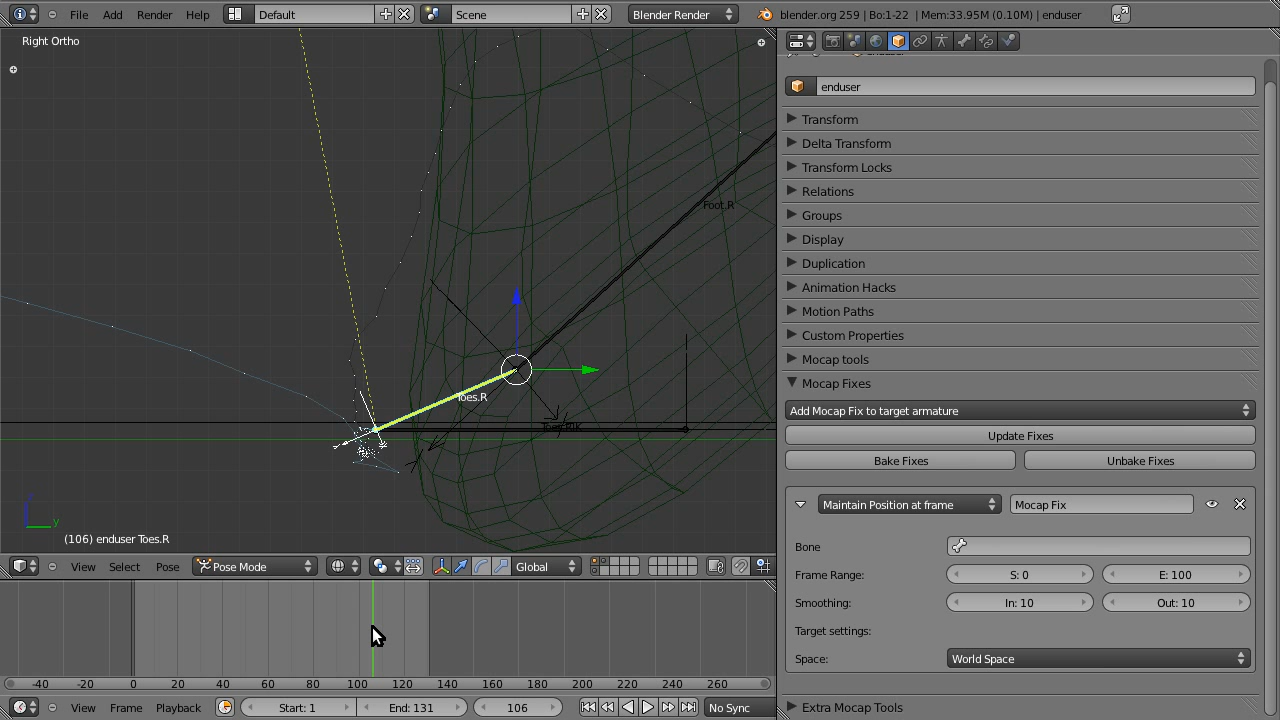 File Add Render Help Default Scene Blender Render blender.org 259 | Bo:1-22 | Mem:33.95M (0.10M) | enduser
Right Ortho
enduser
Transform
Delta Transform
Transform Locks
Relations
Groups
Display
Duplication
Animation Hacks
Motion Paths
Custom Properties
Mocap tools
Mocap Fixes
Add Mocap Fix to target armature
Update Fixes
Bake Fixes Unbake Fixes
Maintain Position at frame Mocap Fix
Bone
Frame Range: S: 0 E: 100
Smoothing: In: 10 Out: 10
Target settings:
Space: World Space
Extra Mocap Tools
Foot.R
Toes.R
y
(106) enduser Toes.R
View Select Pose Pose Mode Global
-40 -20 0 20 40 60 80 100 120 140 160 180 200 220 240 260
View Frame Playback Start: 1 End: 131 106 No Sync